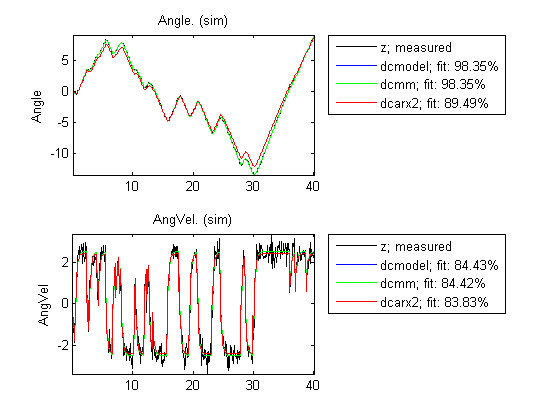 Angle. (sim)
Angle
5
0
-5
-10
10
20
30
40
z; measured
dcmodel; fit: 98.35%
dcmm; fit: 98.35%
dcarx2; fit: 89.49%
AngVel. (sim)
AngVel
2
0
-2
10
20
30
40
z; measured
dcmodel; fit: 84.43%
dcmm; fit: 84.42%
dcarx2; fit: 83.83%